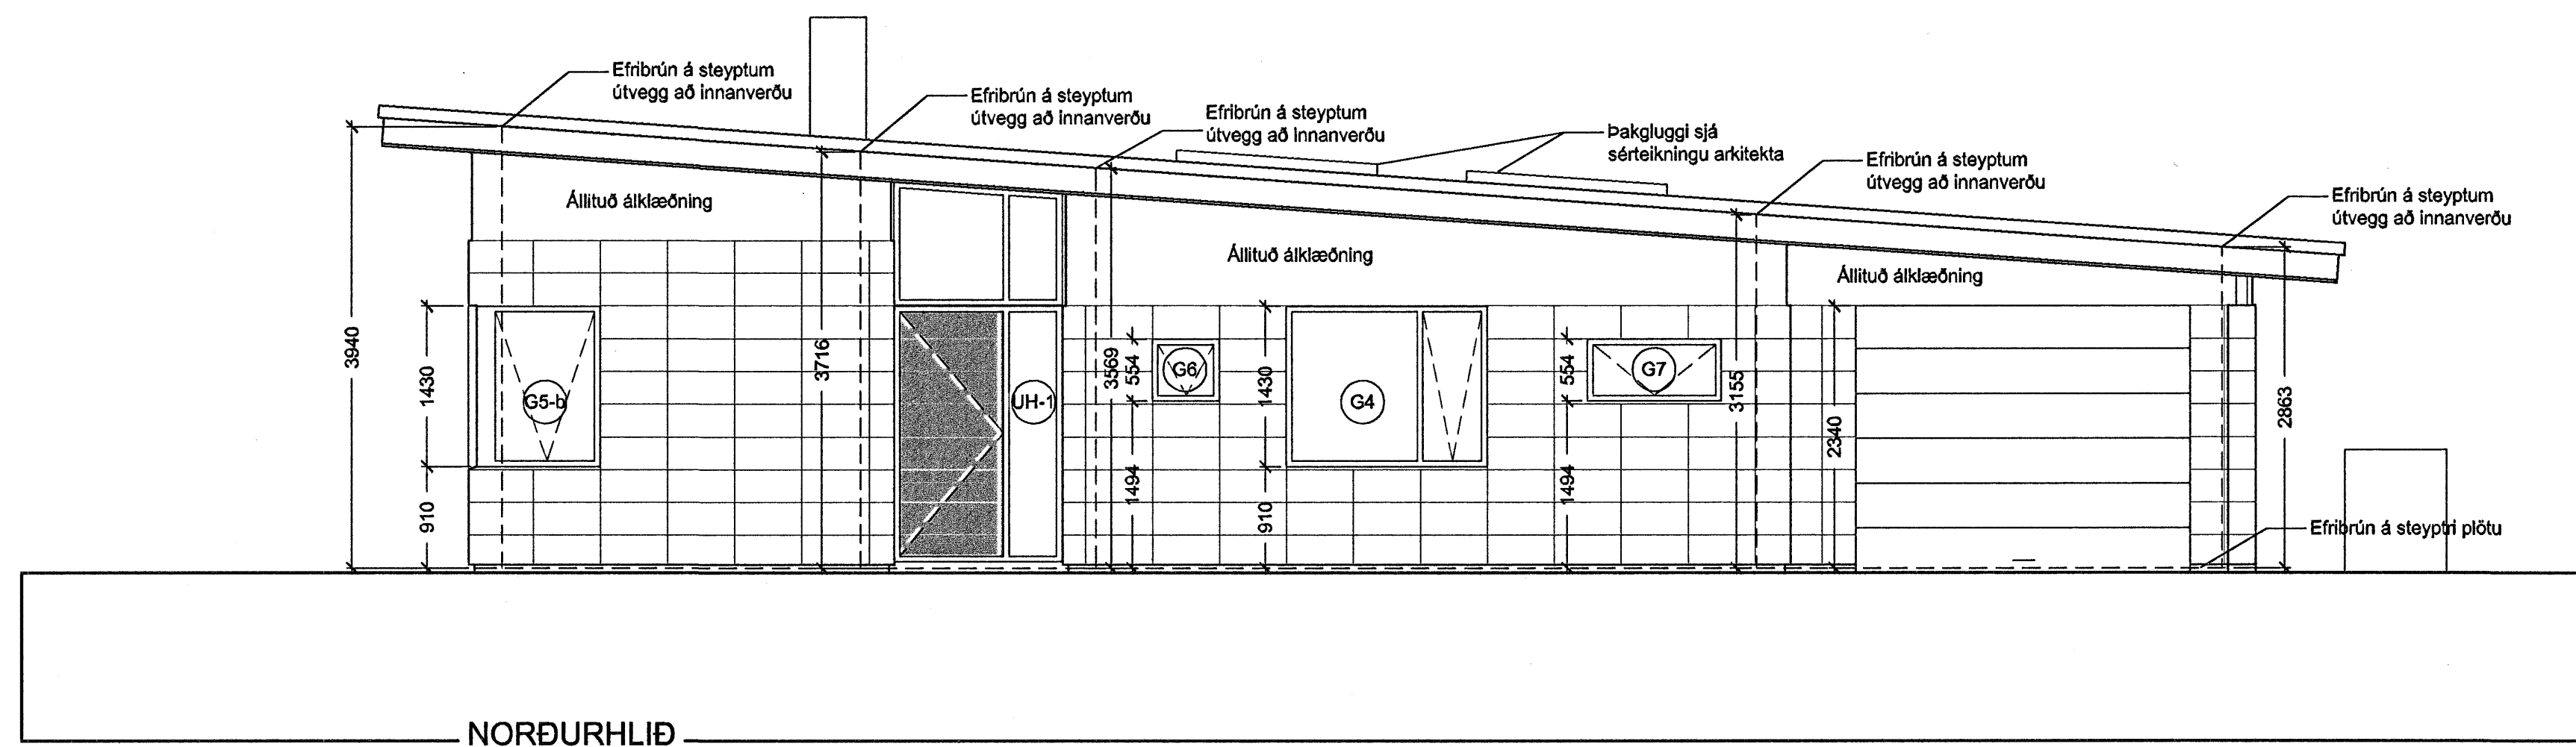 Efribrún á steyptum
útvegg að innanverðu
Efribrún á steyptum
útvegg að innanverðu
Efribrún á steyptum
útvegg að innanverðu
Þakgluggi sjá
sérteikningu arkitekta
Efribrún á steyptum
útvegg að innanverðu
Efribrún á steyptum
útvegg að innanverðu
Állituð álklæðning
Állituð álklæðning
Állituð álklæðning
3940
1430
910
G5-b
3716
UH-1
3569
554
1494
G6
1430
910
G4
554
1494
G7
3155
2340
2863
Efribrún á steyptri plötu
NORÐURHLIÐ